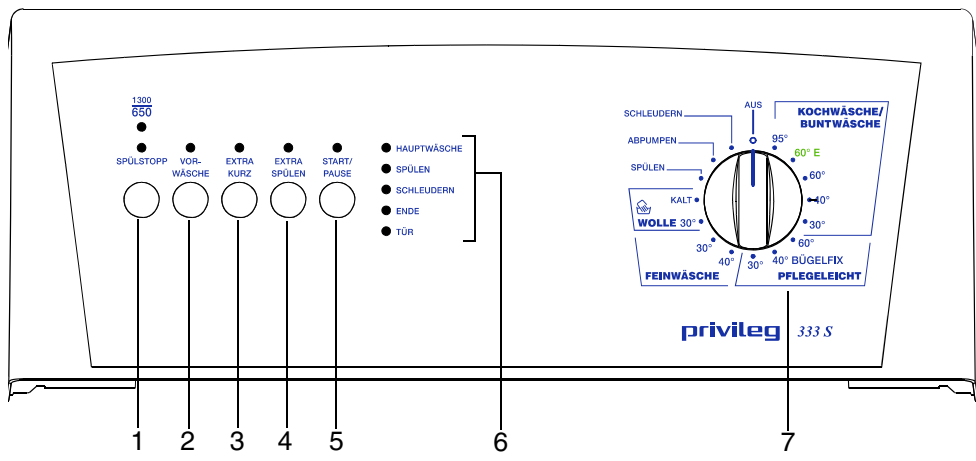 1300
650
SPÜLSTOPP
VOR-
WÄSCHE
EXTRA
KURZ
EXTRA
SPÜLEN
START/
PAUSE
HAUPTWÄSCHE
SPÜLEN
SCHLEUDERN
ENDE
TÜR
AUS
SCHLEUDERN
ABPUMPEN
SPÜLEN
KALT
WOLLE 30°
30°
40°
FEINWÄSCHE
KOCHWÄSCHE/
BUNTWÄSCHE
95°
60° E
60°
40°
30°
60°
40° BÜGELFIX
30°
PFLEGELEICHT
privileg 333 S
1
2
3
4
5
6
7